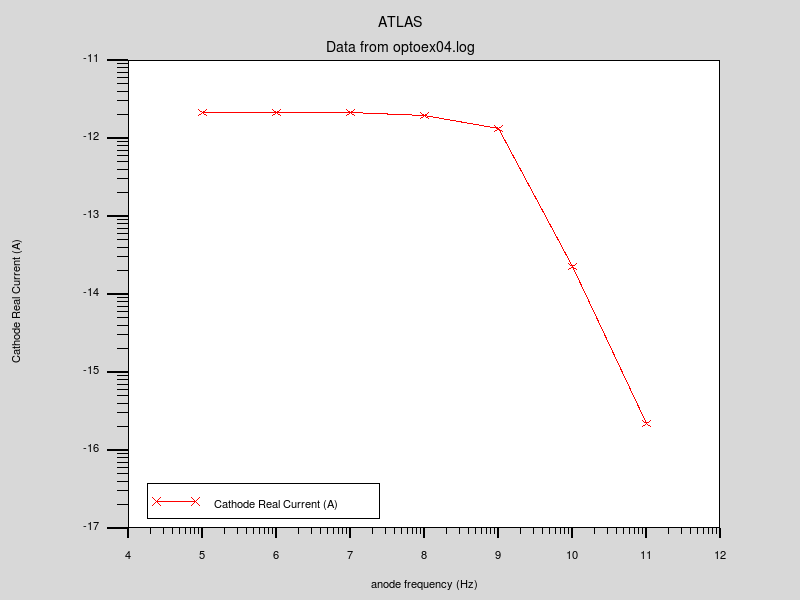 ATLAS
Data from optoex04.log
-11
-12
-13
-14
-15
-16
-17
Cathode Real Current (A)
Cathode Real Current (A)
4 5 6 7 8 9 10 11 12
anode frequency (Hz)